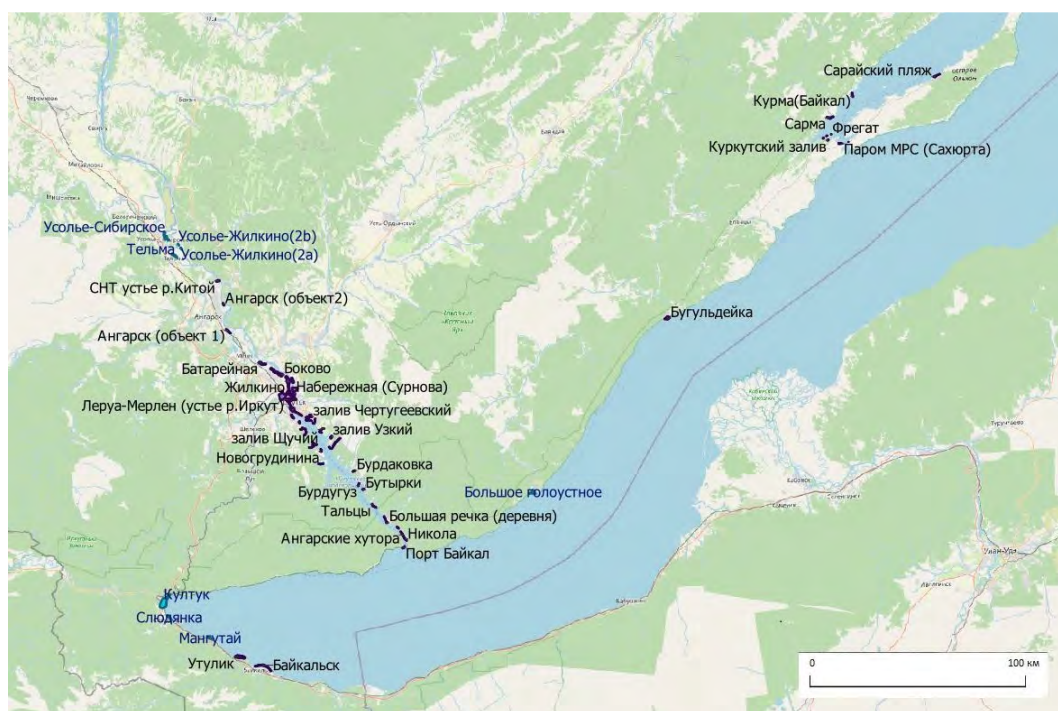 Сарайский пляж
Курма(Байкал)
Сарма
Фрегат
Куркутский залив
Паром МРС (Сахюрта)
Усолье-Сибирское
Усолье-Жилкино(2b)
Тельма
Усолье-Жилкино(2a)
СНТ устье р.Китой
Ангарск (объект2)
Ангарск
Бугульдейка
Ангарск (объект 1)
Батарейная
Боково
Жилкино
Набережная (Сурнова)
Леруа-Мерлен (устье р.Иркут)
залив Чертугеевский
залив Узкий
залив Щучий
Новогрудинина
Бурдаковка
Бутырки
Бурдугуз
Большое голоустное
Тальцы
Большая речка (деревня)
Ангарские хутора
Никола
Порт Байкал
Улан-Удэ
Култук
Слюдянка
Мангутай
Утулик
Байкальск
0
100 км